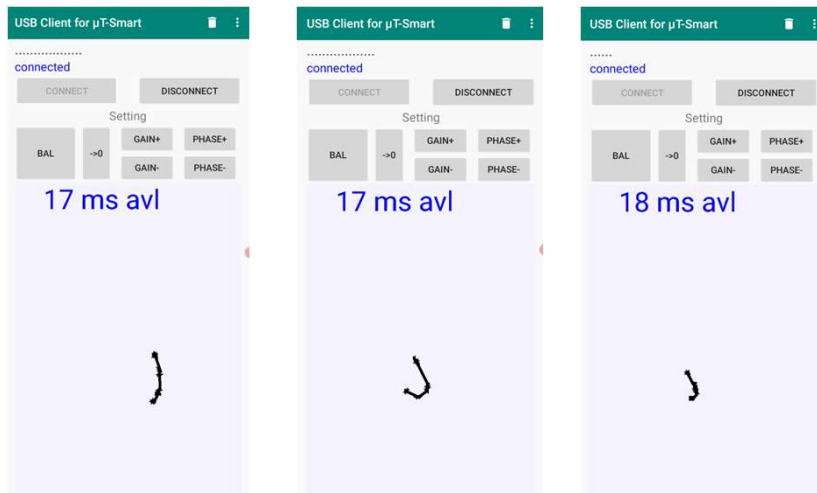 USB Client for µT-Smart
..................
connected
CONNECT DISCONNECT
Setting
BAL ->0 GAIN+ PHASE+
GAIN- PHASE-
17 ms avl
USB Client for µT-Smart
..................
connected
CONNECT DISCONNECT
Setting
BAL ->0 GAIN+ PHASE+
GAIN- PHASE-
17 ms avl
USB Client for µT-Smart
......
connected
CONNECT DISCONNECT
Setting
BAL ->0 GAIN+ PHASE+
GAIN- PHASE-
18 ms avl